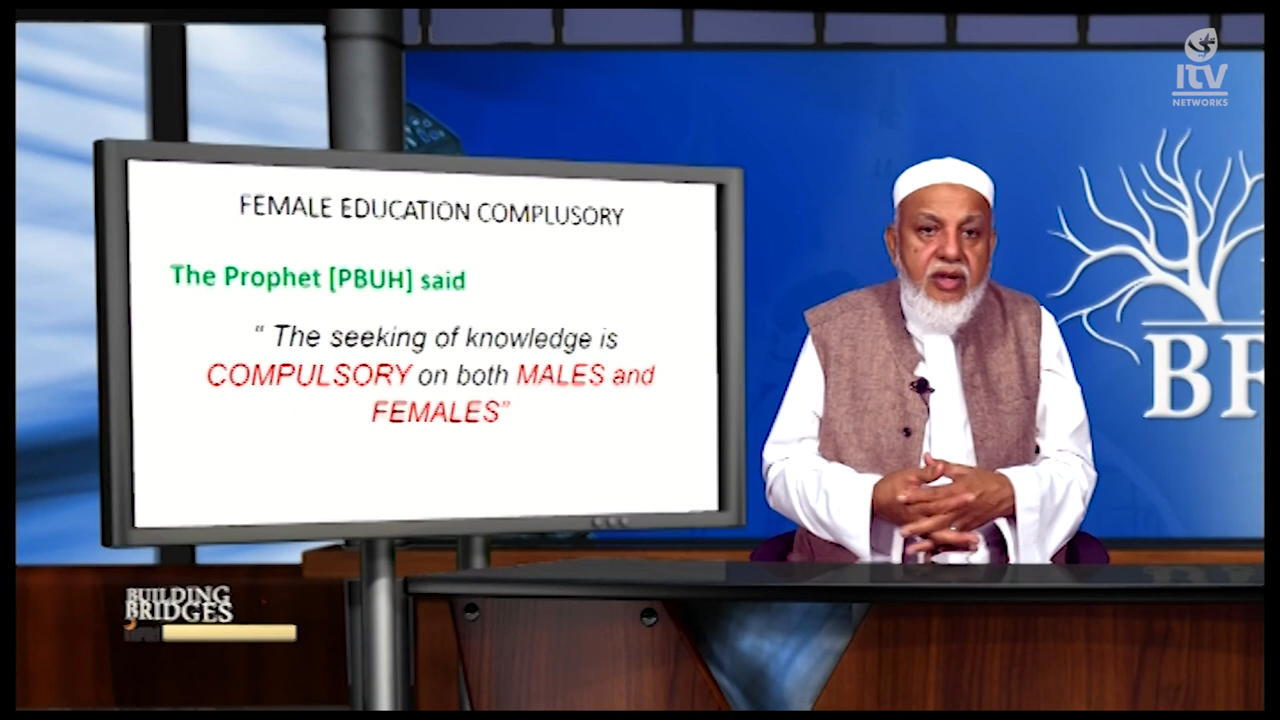 ITV
NETWORKS
FEMALE EDUCATION COMPLUSORY
The Prophet [PBUH] said
“ The seeking of knowledge is
COMPULSORY on both MALES and
FEMALES”
BR
BUILDING
BRIDGES